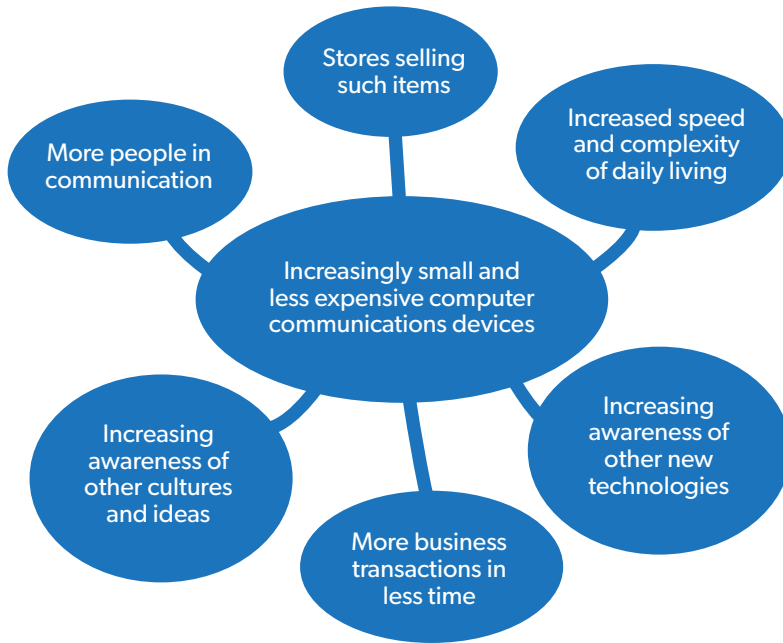 Stores selling
such items
Increased speed
and complexity
of daily living
More people in
communication
Increasingly small and
less expensive computer
communications devices
Increasing
awareness of
other cultures
and ideas
Increasing
awareness of
other new
technologies
More business
transactions in
less time